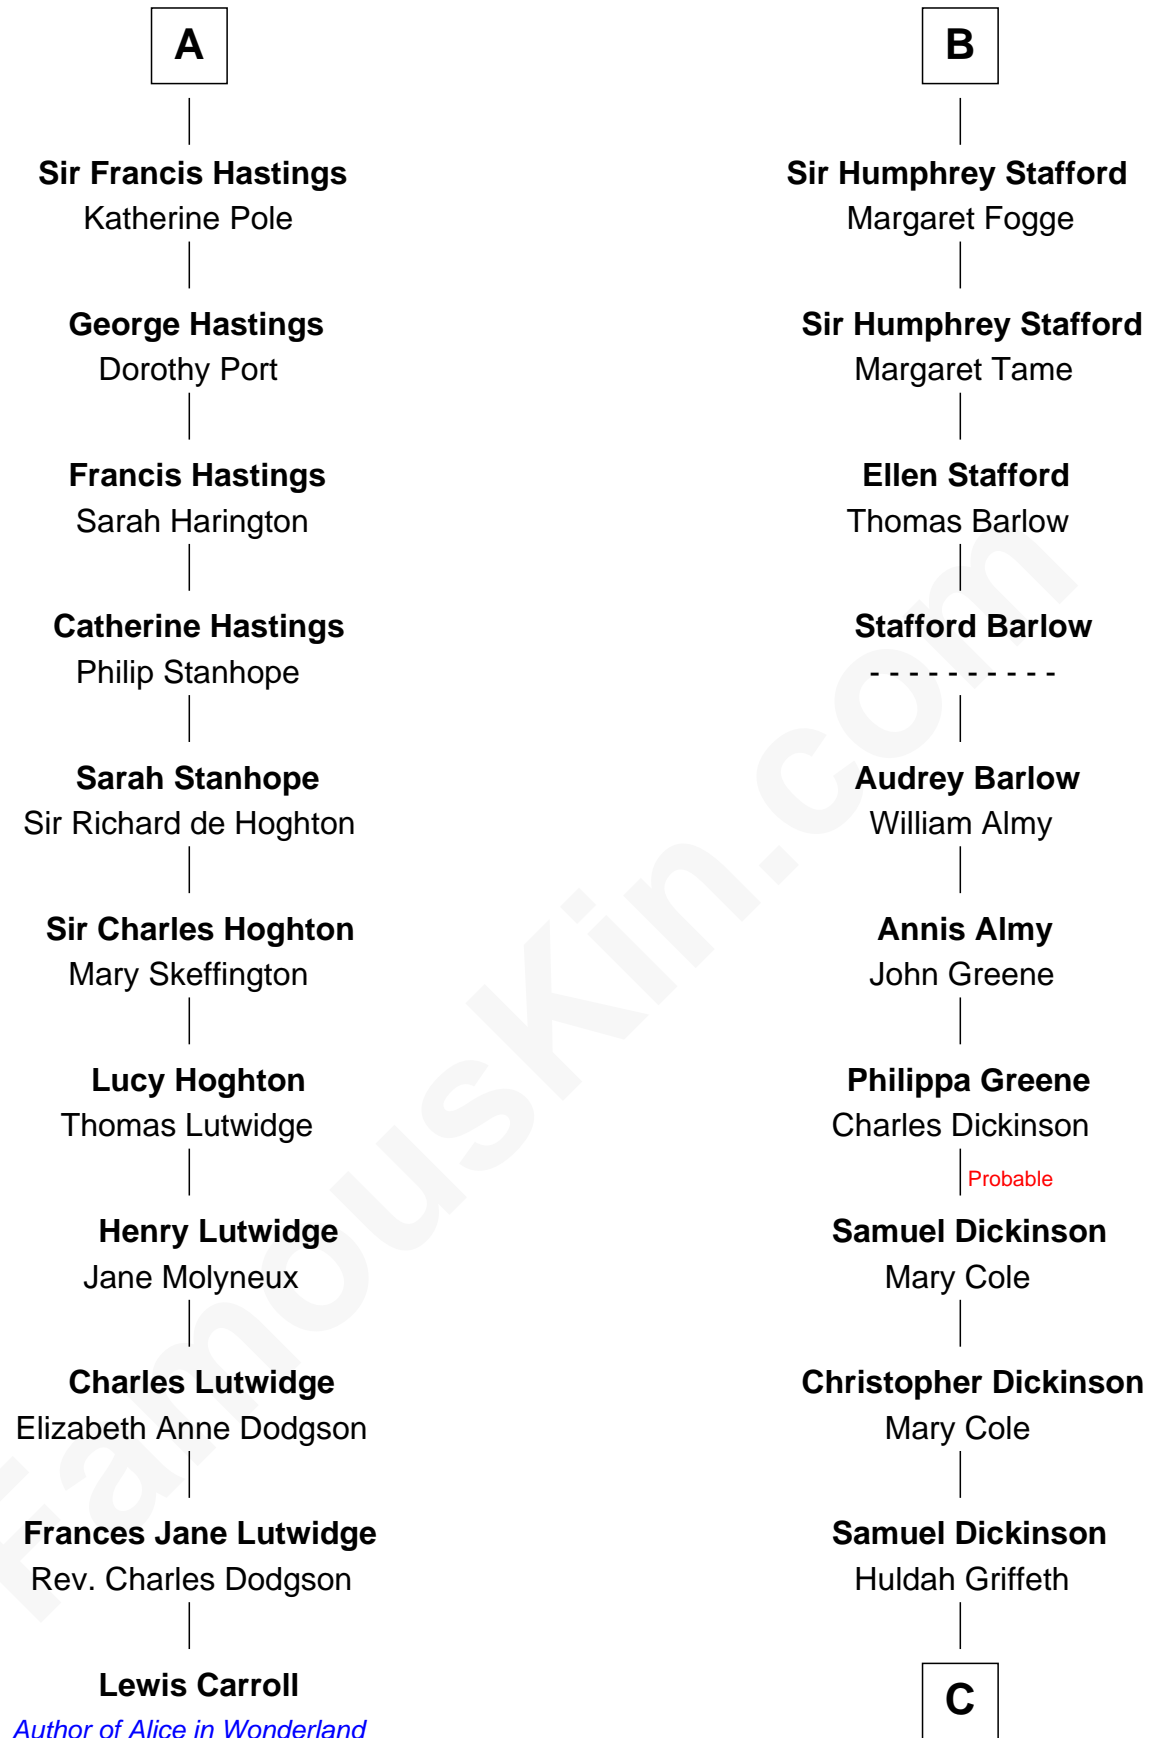 A
Sir Francis Hastings
Katherine Pole
George Hastings
Dorothy Port
Francis Hastings
Sarah Harington
Catherine Hastings
Philip Stanhope
Sarah Stanhope
Sir Richard de Hoghton
Sir Charles Hoghton
Mary Skeffington
Lucy Hoghton
Thomas Lutwidge
Henry Lutwidge
Jane Molyneux
Charles Lutwidge
Elizabeth Anne Dodgson
Frances Jane Lutwidge
Rev. Charles Dodgson
Lewis Carroll
Author of Alice in Wonderland
B
Sir Humphrey Stafford
Margaret Fogge
Sir Humphrey Stafford
Margaret Tame
Ellen Stafford
Thomas Barlow
Stafford Barlow
- - - - - - - - - -
Audrey Barlow
William Almy
Annis Almy
John Greene
Philippa Greene
Charles Dickinson
Probable
Samuel Dickinson
Mary Cole
Christopher Dickinson
Mary Cole
Samuel Dickinson
Huldah Griffeth
C
FamousKin.com